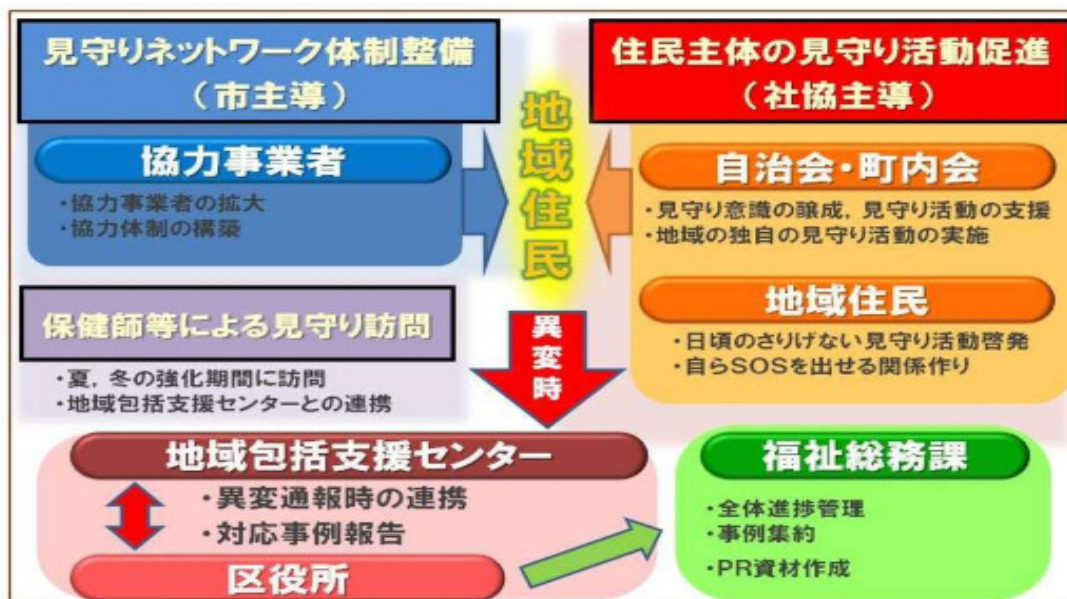 見守りネットワーク体制整備
（市主導）
協力事業者
・協力事業者の拡大
・協力体制の構築
保健師等による見守り訪問
・夏，冬の強化期間に訪問
・地域包括支援センターとの連携
地域住民
異変時
住民主体の見守り活動促進
（社協主導）
自治会・町内会
・見守り意識の譲成，見守り活動の支援
・地域の独自の見守り活動の実施
地域住民
・日頃のさりげない見守り活動啓発
・自らSOSを出せる関係作り
地域包括支援センター
・異変通報時の連携
・対応事例報告
区役所
福祉総務課
・全体進捗管理
・事例集約
・PR資材作成